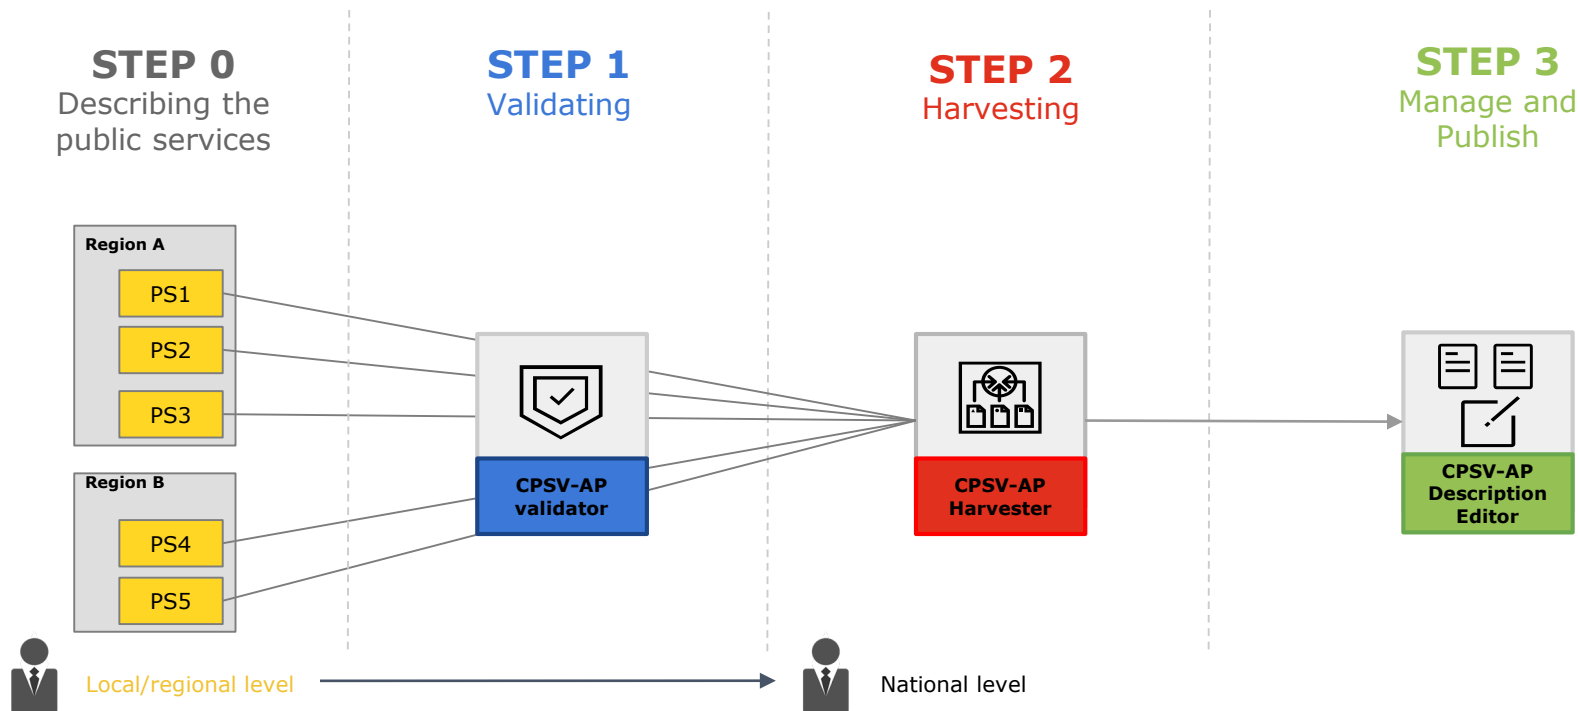 STEP 0
Describing the
public services
STEP 1
Validating
STEP 2
Harvesting
STEP 3
Manage and
Publish
Region A
PS1
PS2
PS3
Region B
PS4
PS5
CPSV-AP
validator
CPSV-AP
Harvester
CPSV-AP
Description
Editor
Local/regional level
National level